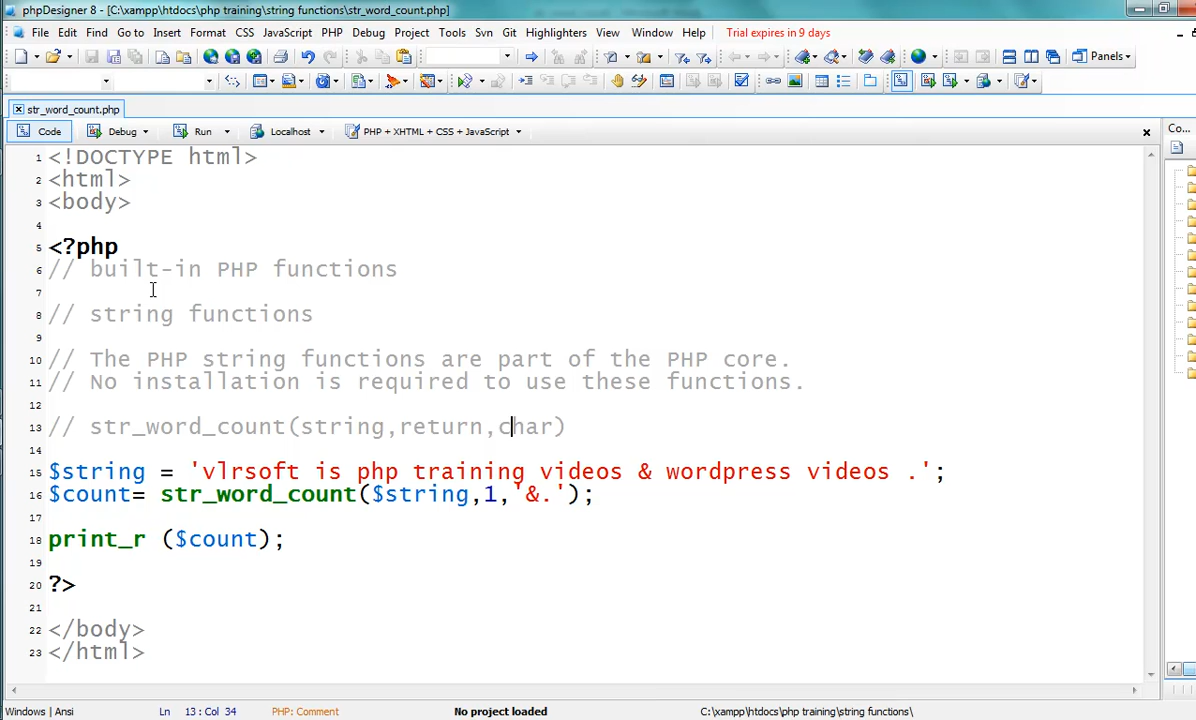 phpDesigner 8 - [C:\xampp\htdocs\php training\string functions\str_word_count.php]
File Edit Find Go to Insert Format CSS JavaScript PHP Debug Project Tools Svn Git Highlighters View Window Help Trial expires in 9 days
Panels
str_word_count.php
Code Debug Run Localhost PHP + XHTML + CSS + JavaScript
Co...
1 <!DOCTYPE html>
2 <html>
3 <body>
4
5 <?php
6 // built-in PHP functions
7
8 // string functions
9
10 // The PHP string functions are part of the PHP core.
11 // No installation is required to use these functions.
12
13 // str_word_count(string,return,char)
14
15 $string = 'vlrsoft is php training videos & wordpress videos .';
16 $count= str_word_count($string,1,'&.');
17
18 print_r ($count);
19
20 ?>
21
22 </body>
23 </html>
Windows | Ansi Ln 13 : Col 34 PHP: Comment No project loaded C:\xampp\htdocs\php training\string functions\